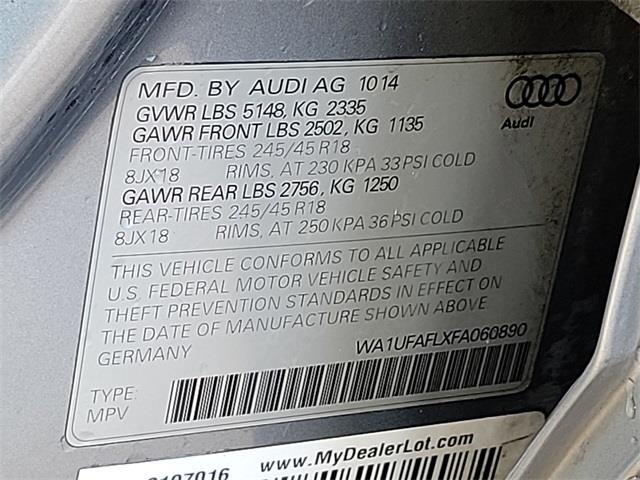 MFD. BY AUDI AG 1014
GVWR LBS 5148, KG 2335
GAWR FRONT LBS 2502, KG 1135
FRONT-TIRES 245/45 R18
8JX18 RIMS, AT 230 KPA 33 PSI COLD
GAWR REAR LBS 2756, KG 1250
REAR-TIRES 245/45 R18
8JX18 RIMS, AT 250 KPA 36 PSI COLD
Audi
THIS VEHICLE CONFORMS TO ALL APPLICABLE
U.S. FEDERAL MOTOR VEHICLE SAFETY AND
THEFT PREVENTION STANDARDS IN EFFECT ON
THE DATE OF MANUFACTURE SHOWN ABOVE.
GERMANY WA1UFAFLXFA060890
TYPE:
MPV
www.MyDealerLot.com